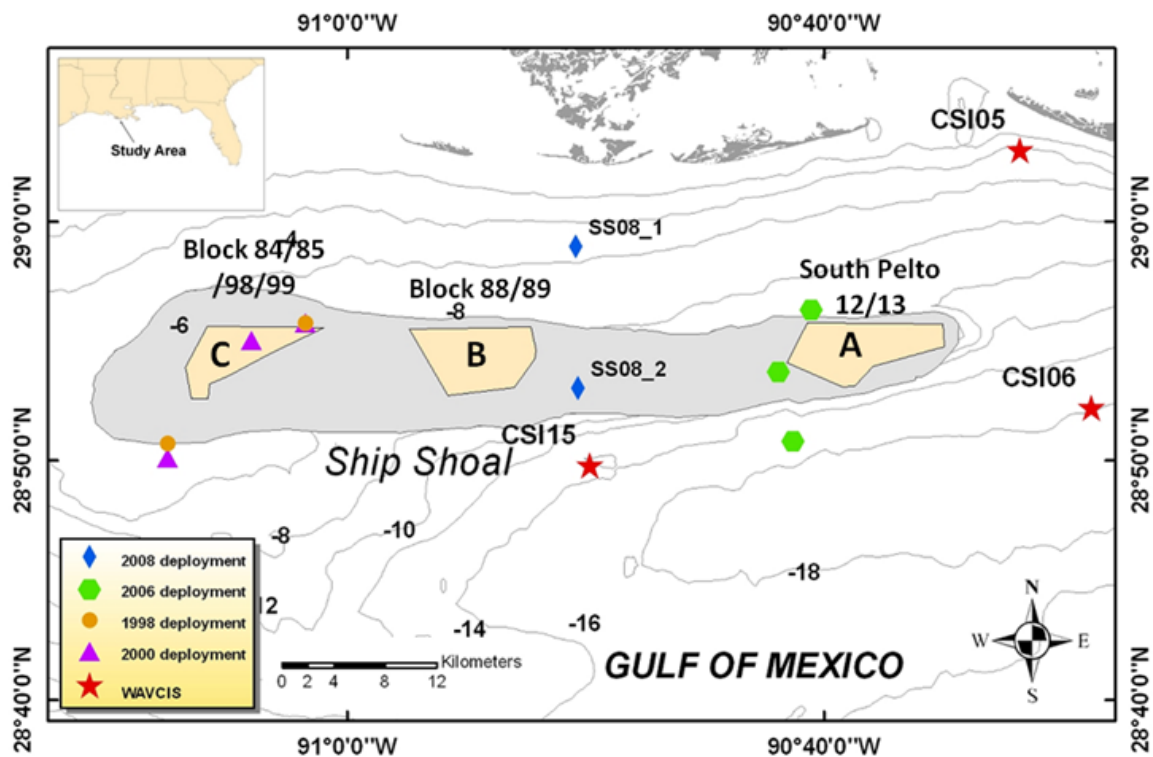 91°0'0"W
90°40'0"W
Study Area
CSI05
29°0'0"N
29°0'0"N
SS08_1
-4
Block 84/85
/98/99
Block 88/89
-8
South Pelto
12/13
-6
C
B
A
SS08_2
CSI06
CSI15
Ship Shoal
28°50'0"N
28°50'0"N
-8
-10
-18
2008 deployment
2006 deployment
1998 deployment
2000 deployment
WAVCIS
12
-14
-16
Kilometers
0 2 4 8 12
GULF OF MEXICO
N
W
E
S
28°40'0"N
28°40'0"N
91°0'0"W
90°40'0"W